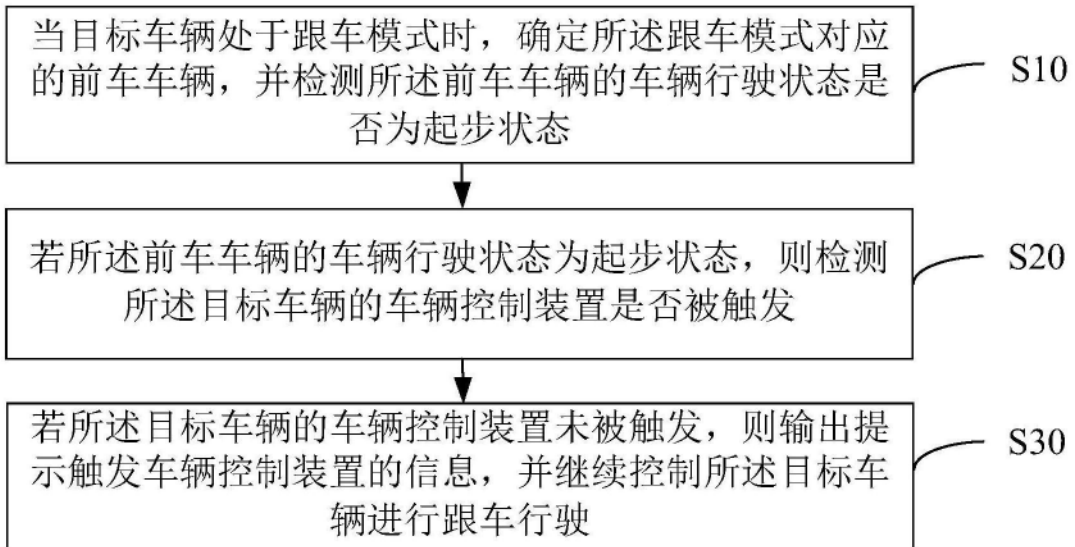 当目标车辆处于跟车模式时，确定所述跟车模式对应
的前车车辆，并检测所述前车车辆的车辆行驶状态是
否为起步状态
S10
若所述前车车辆的车辆行驶状态为起步状态，则检测
所述目标车辆的车辆控制装置是否被触发
S20
若所述目标车辆的车辆控制装置未被触发，则输出提
示触发车辆控制装置的信息，并继续控制所述目标车
辆进行跟车行驶
S30